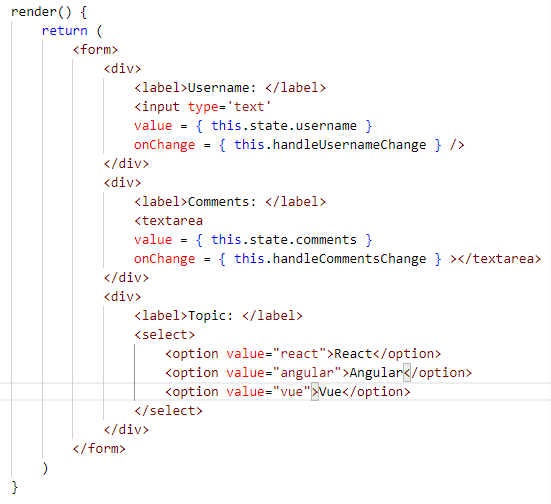 render() {
    return (
        <form>
            <div>
                <label>Username: </label>
                <input type='text'
                value = { this.state.username }
                onChange = { this.handleUsernameChange } />
            </div>
            <div>
                <label>Comments: </label>
                <textarea
                value = { this.state.comments }
                onChange = { this.handleCommentsChange } ></textarea>
            </div>
            <div>
                <label>Topic: </label>
                <select>
                    <option value="react">React</option>
                    <option value="angular">Angular</option>
                    <option value="vue">Vue</option>
                </select>
            </div>
        </form>
    )
}